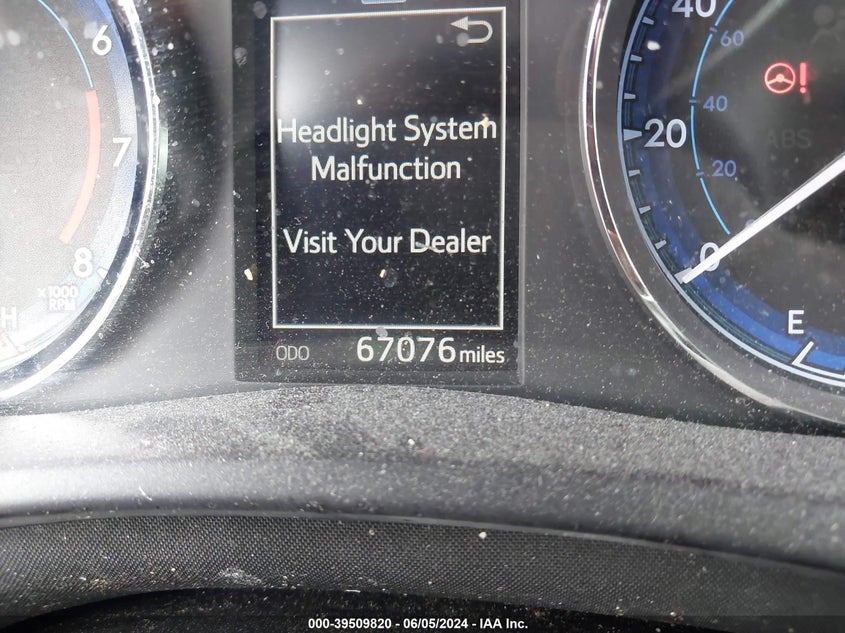 6
7
8
x1000
RPM
H
Headlight System
Malfunction
Visit Your Dealer
ODO 67076 miles
40
60
40
20
20
0
ABS
E
000-39509820 - 06/05/2024 - IAA Inc.